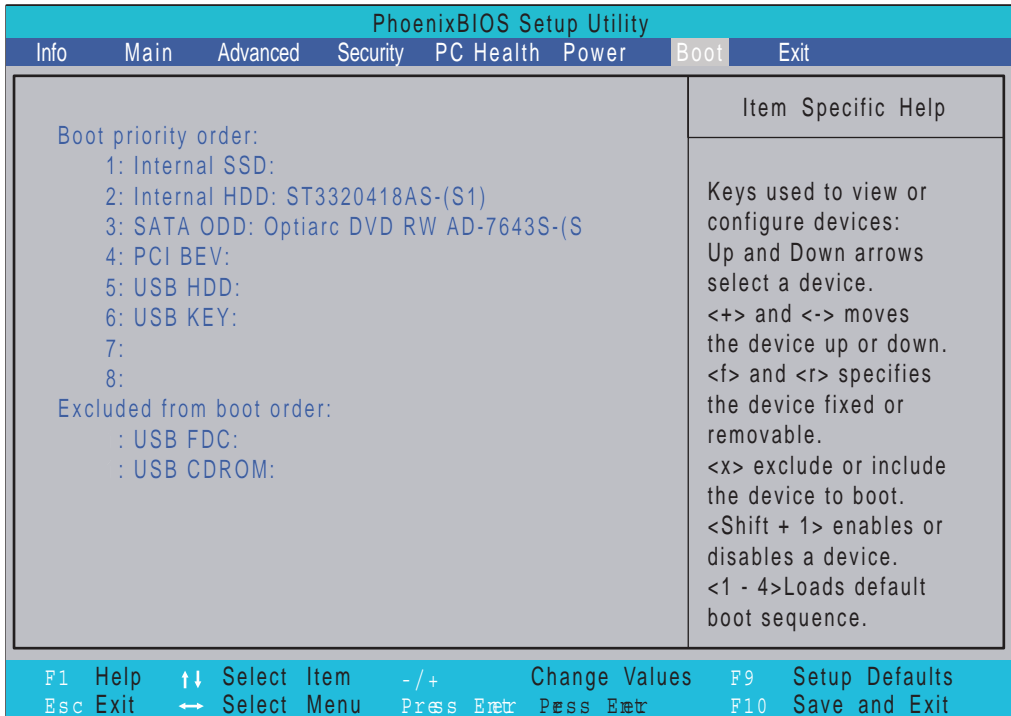 PhoenixBIOS Setup Utility
Info Main Advanced Security PC Health Power Boot Exit
Boot priority order:
1: Internal SSD:
2: Internal HDD: ST3320418AS-(S1)
3: SATA ODD: Optiarc DVD RW AD-7643S-(S
4: PCI BEV:
5: USB HDD:
6: USB KEY:
7:
8:
Excluded from boot order:
: USB FDC:
: USB CDROM:
Item Specific Help
Keys used to view or
configure devices:
Up and Down arrows
select a device.
<+> and <-> moves
the device up or down.
<f> and <r> specifies
the device fixed or
removable.
<x> exclude or include
the device to boot.
<Shift + 1> enables or
disables a device.
<1 - 4>Loads default
boot sequence.
F1 Help ↑↓ Select Item -/+ Change Values F9 Setup Defaults
Esc Exit ↔ Select Menu Press F10 Save and Exit